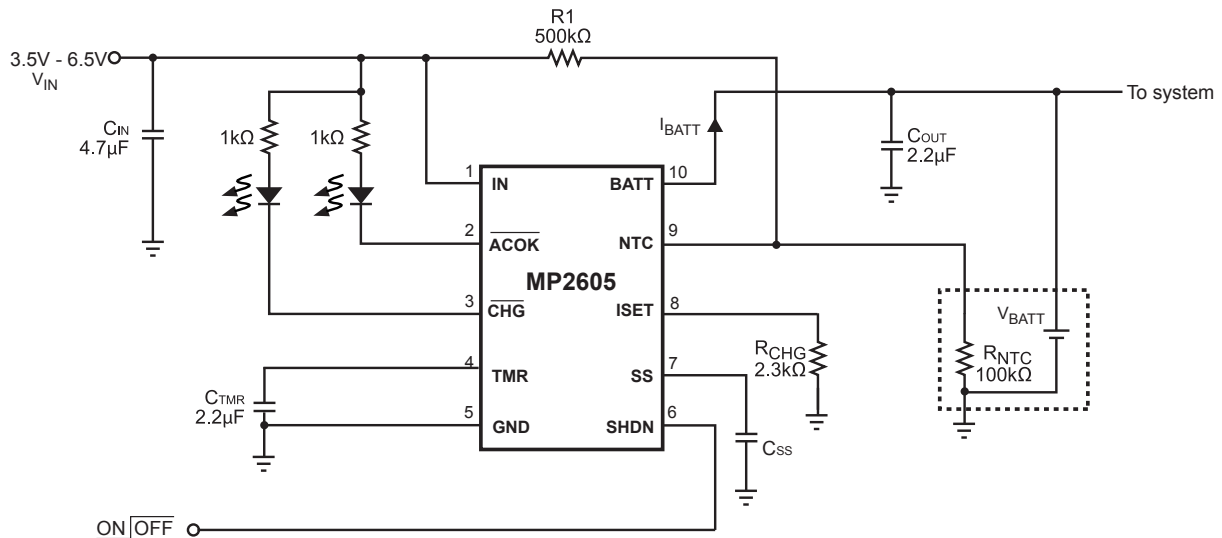 R1
500kΩ
3.5V - 6.5V
VIN
To system
CIN
4.7µF
1kΩ
1kΩ
IBATT
COUT
2.2µF
1
IN
BATT
10
2
ACOK
NTC
9
MP2605
3
CHG
ISET
8
VBATT
RCHG
2.3kΩ
RNTC
100kΩ
4
TMR
SS
7
CTMR
2.2µF
5
GND
SHDN
6
CSS
ON OFF